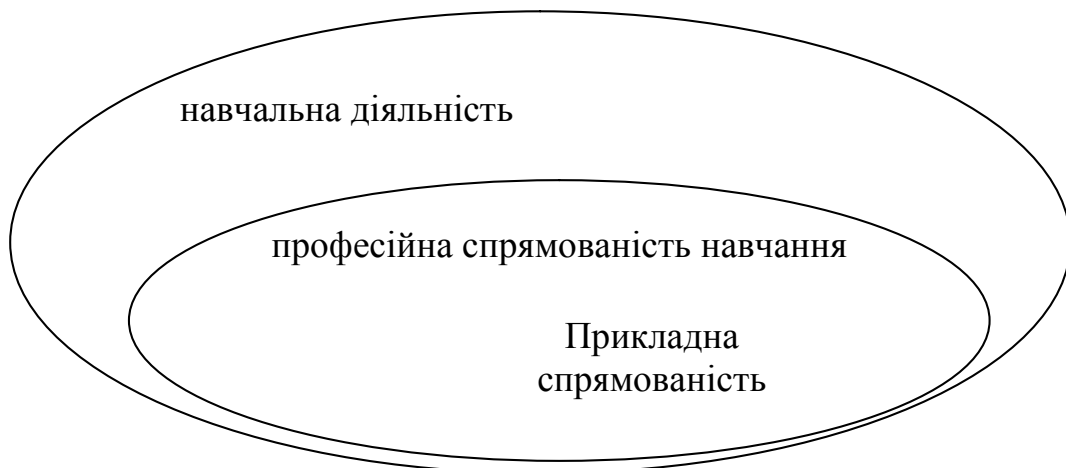 навчальна діяльність
професійна спрямованість навчання
Прикладна
спрямованість